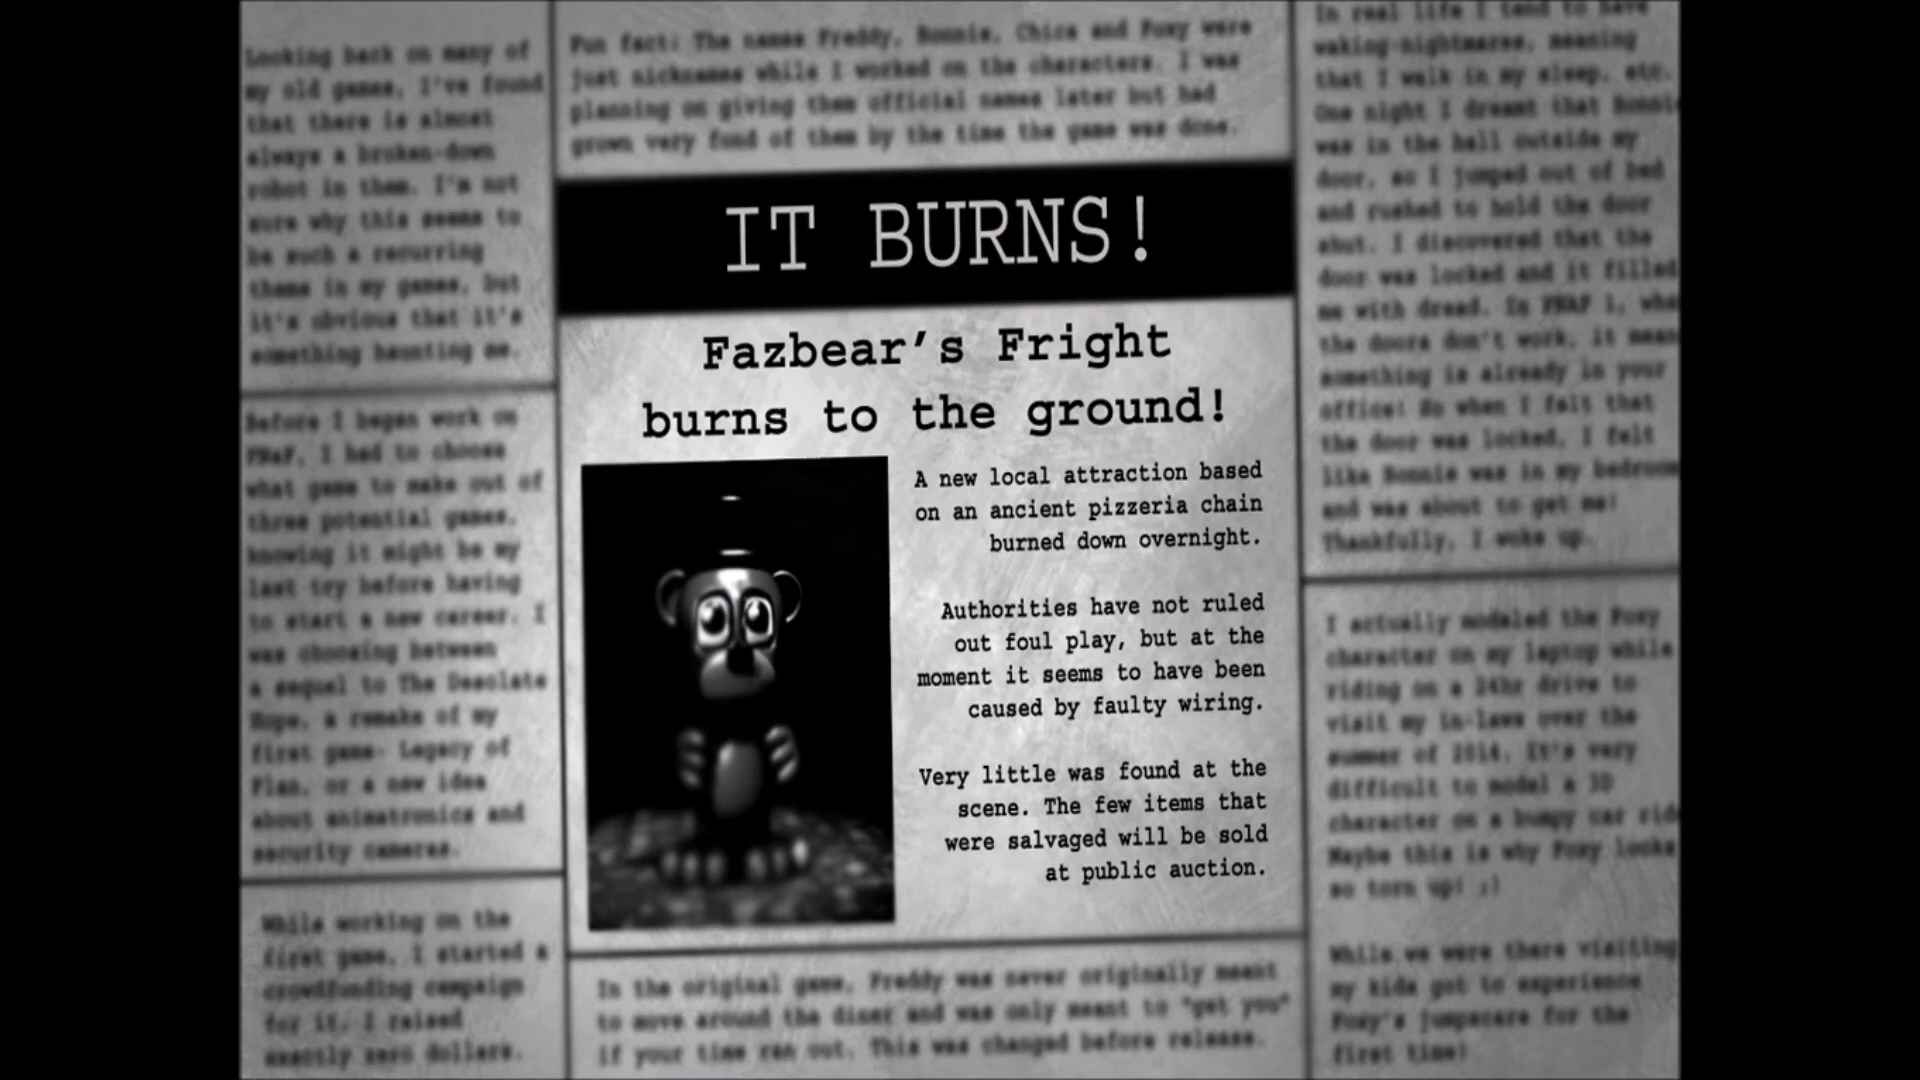 Looking back on many of
my old games, I've found
that there is almost
always a broken-down
robot in them. I'm not
sure why this seems to
be such a recurring
theme in my games, but
it's obvious that it's
something haunting me.
Before I began work on
FNaF, I had to choose
what game to make out of
three potential games,
knowing it might be my
last try before having
to start a new career. I
was choosing between
a sequel to The Desolate
Hope, a remake of my
first game- Legacy of
Flan, or a new idea
about animatronics and
security cameras.
While working on the
first game, I started a
crowdfunding campaign
for it. I raised
exactly zero dollars.
Fun fact: The names Freddy, Bonnie, Chica and Foxy were
just nicknames while I worked on the characters. I was
planning on giving them official names later but had
grown very fond of them by the time the game was done.
IT BURNS!
Fazbear's Fright
burns to the ground!
A new local attraction based
on an ancient pizzeria chain
burned down overnight.
Authorities have not ruled
out foul play, but at the
moment it seems to have been
caused by faulty wiring.
Very little was found at the
scene. The few items that
were salvaged will be sold
at public auction.
In the original game, Freddy was never originally meant
to move around the diner and was only meant to "get you"
if your time ran out. This was changed before release.
In real life I tend to have
waking-nightmares, meaning
that I walk in my sleep, etc.
One night I dreamt that Bonnie
was in the hall outside my
door, so I jumped out of bed
and rushed to hold the door
shut. I discovered that the
door was locked and it filled
me with dread. In FNAF 1, whe
the doors don't work, it mean
something is already in your
office! So when I felt that
the door was locked, I felt
like Bonnie was in my bedroom
and was about to get me!
Thankfully, I woke up.
I actually modeled the Foxy
character on my laptop while
riding on a 24hr drive to
visit my in-laws over the
summer of 2014. It's very
difficult to model a 3D
character on a bumpy car rid
Maybe this is why Foxy looks
so torn up! ;)
While we were there visiting
my kids got to experience
Foxy's jumpscare for the
first time!